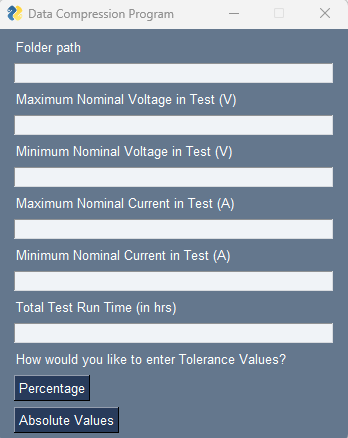 Data Compression Program
Folder path
Maximum Nominal Voltage in Test (V)
Minimum Nominal Voltage in Test (V)
Maximum Nominal Current in Test (A)
Minimum Nominal Current in Test (A)
Total Test Run Time (in hrs)
How would you like to enter Tolerance Values?
Percentage
Absolute Values